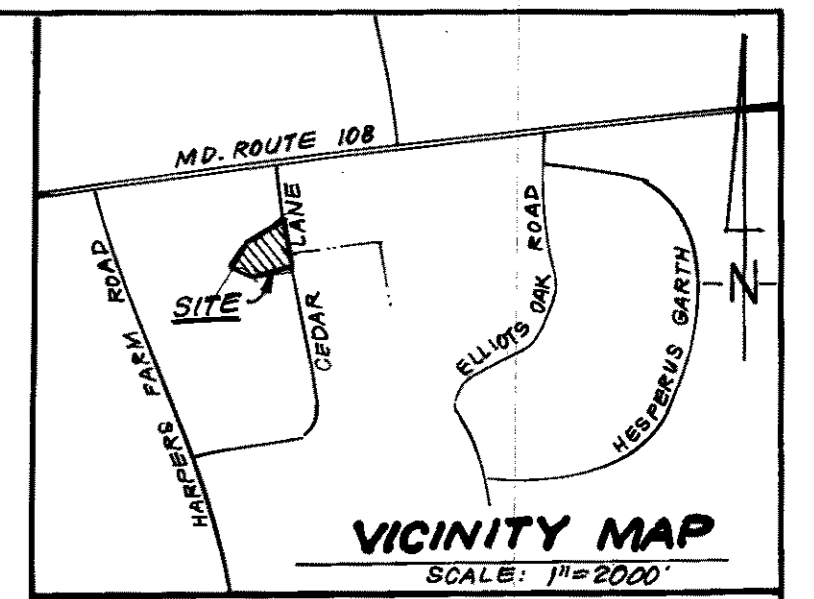 MD. ROUTE 108
HARPERS FARM ROAD
CEDAR LANE
SITE
ELLIOTS OAK ROAD
HESPERUS GARTH
N
VICINITY MAP
SCALE: 1"=2000'